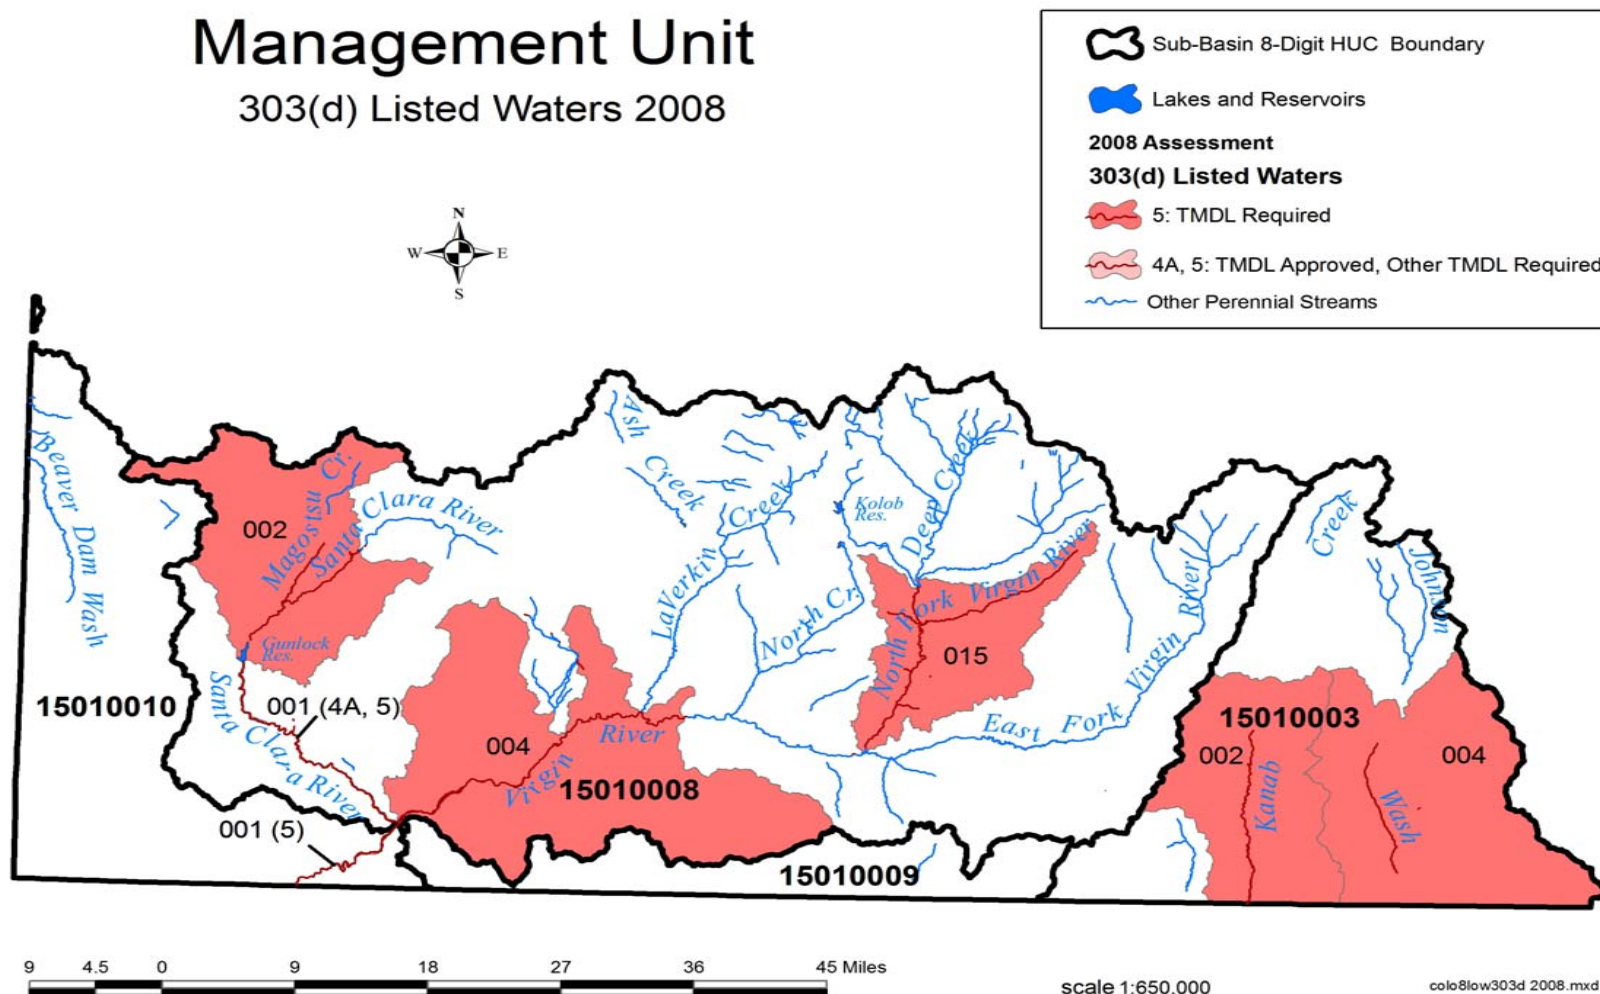 Management Unit
303(d) Listed Waters 2008
Sub-Basin 8-Digit HUC Boundary
Lakes and Reservoirs
2008 Assessment
303(d) Listed Waters
5: TMDL Required
4A, 5: TMDL Approved, Other TMDL Required
Other Perennial Streams
N
W E
S
Beaver Dam Wash
002
Magostsu Cr.
Santa Clara River
Gunlock
Res.
15010010
001 (4A, 5)
Santa Clara River
001 (5)
Ash
Creek
LaVerkin Creek
North Cr.
Kolob
Res.
Deep Creek
North Fork Virgin River
015
004
Virgin River
15010008
East Fork Virgin River
15010009
Creek
Johnson
15010003
002
004
Kanab
Wash
9 4.5 0 9 18 27 36 45 Miles
scale 1:650,000
colo8low303d 2008.mxd